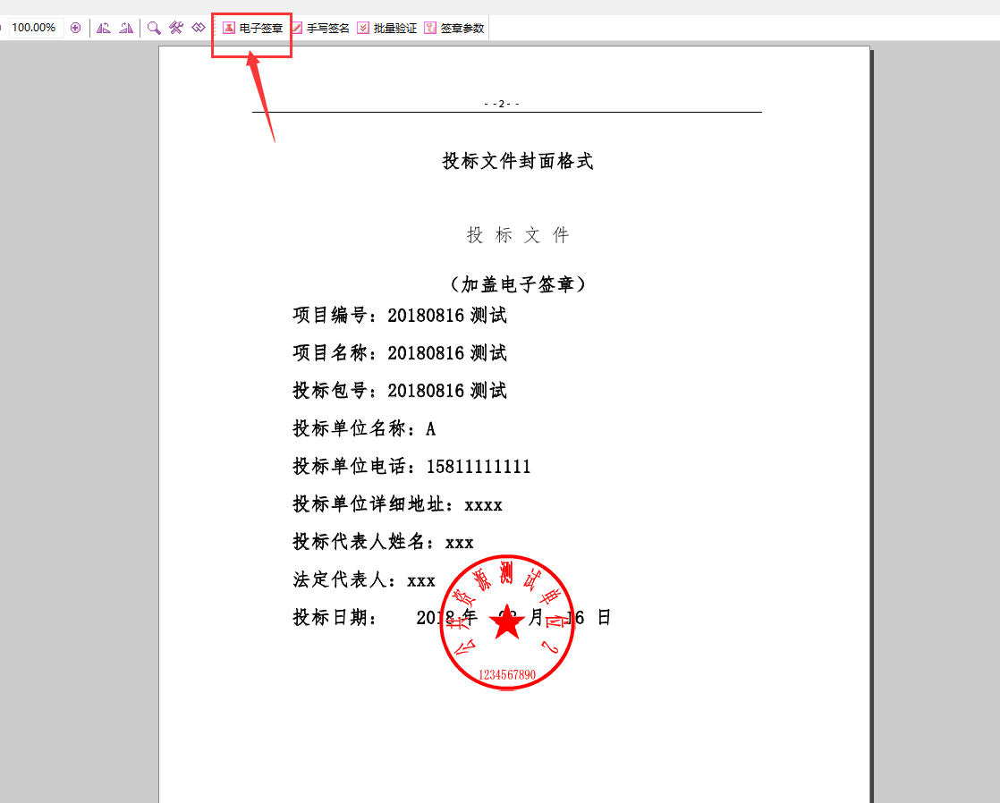 100.00% 电子签章 手写签名 批量验证 签章参数
- -2- -
投标文件封面格式
投 标 文 件
（加盖电子签章）
项目编号：20180816 测试
项目名称：20180816 测试
投标包号：20180816 测试
投标单位名称：A
投标单位电话：15811111111
投标单位详细地址：xxxx
投标代表人姓名：xxx
法定代表人：xxx
投标日期： 2018 年 08 月 16 日
公共资源测试单位乙
1234567890